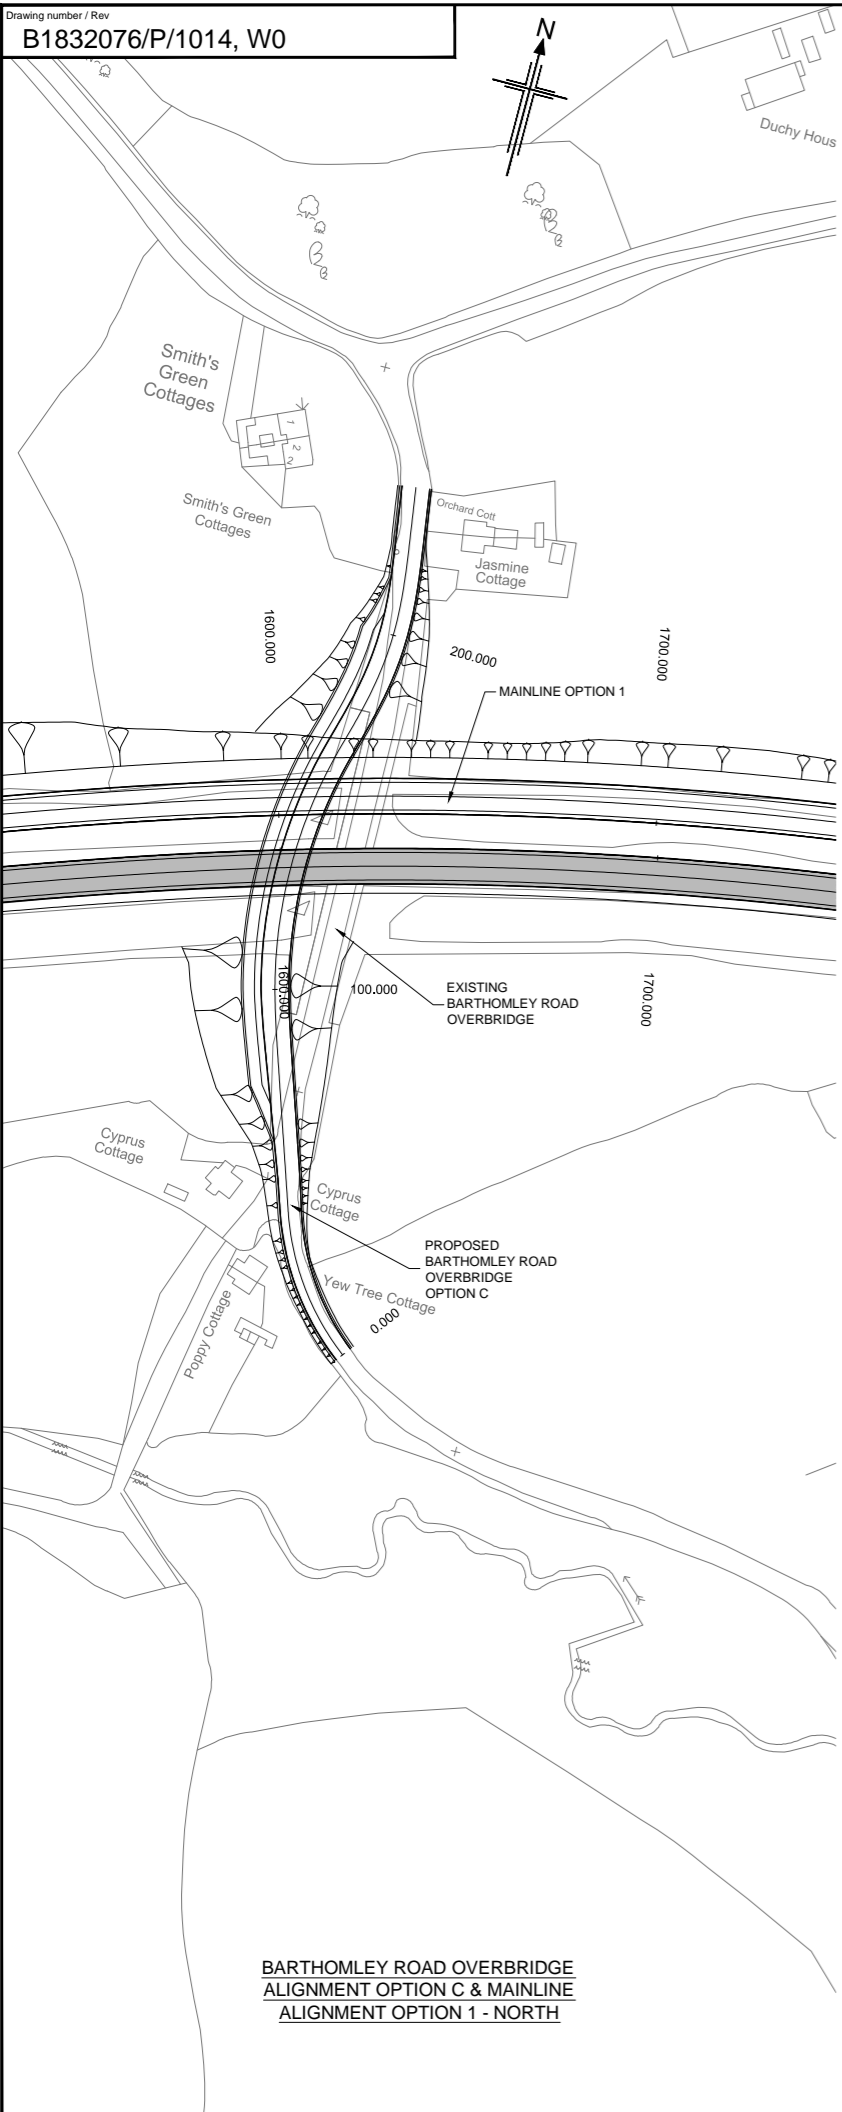 Drawing number / Rev
B1832076/P/1014, W0
N
Duchy Hous
Smith's
Green
Cottages
1
2
2
Smith's Green
Cottages
Orchard Cott
Jasmine
Cottage
1600.000
200.000
1700.000
MAINLINE OPTION 1
1600.000
100.000
EXISTING
BARTHOMLEY ROAD
OVERBRIDGE
1700.000
Cyprus
Cottage
Cyprus
Cottage
PROPOSED
BARTHOMLEY ROAD
OVERBRIDGE
OPTION C
Yew Tree Cottage
Poppy Cottage
0.000
BARTHOMLEY ROAD OVERBRIDGE
ALIGNMENT OPTION C & MAINLINE
ALIGNMENT OPTION 1 - NORTH